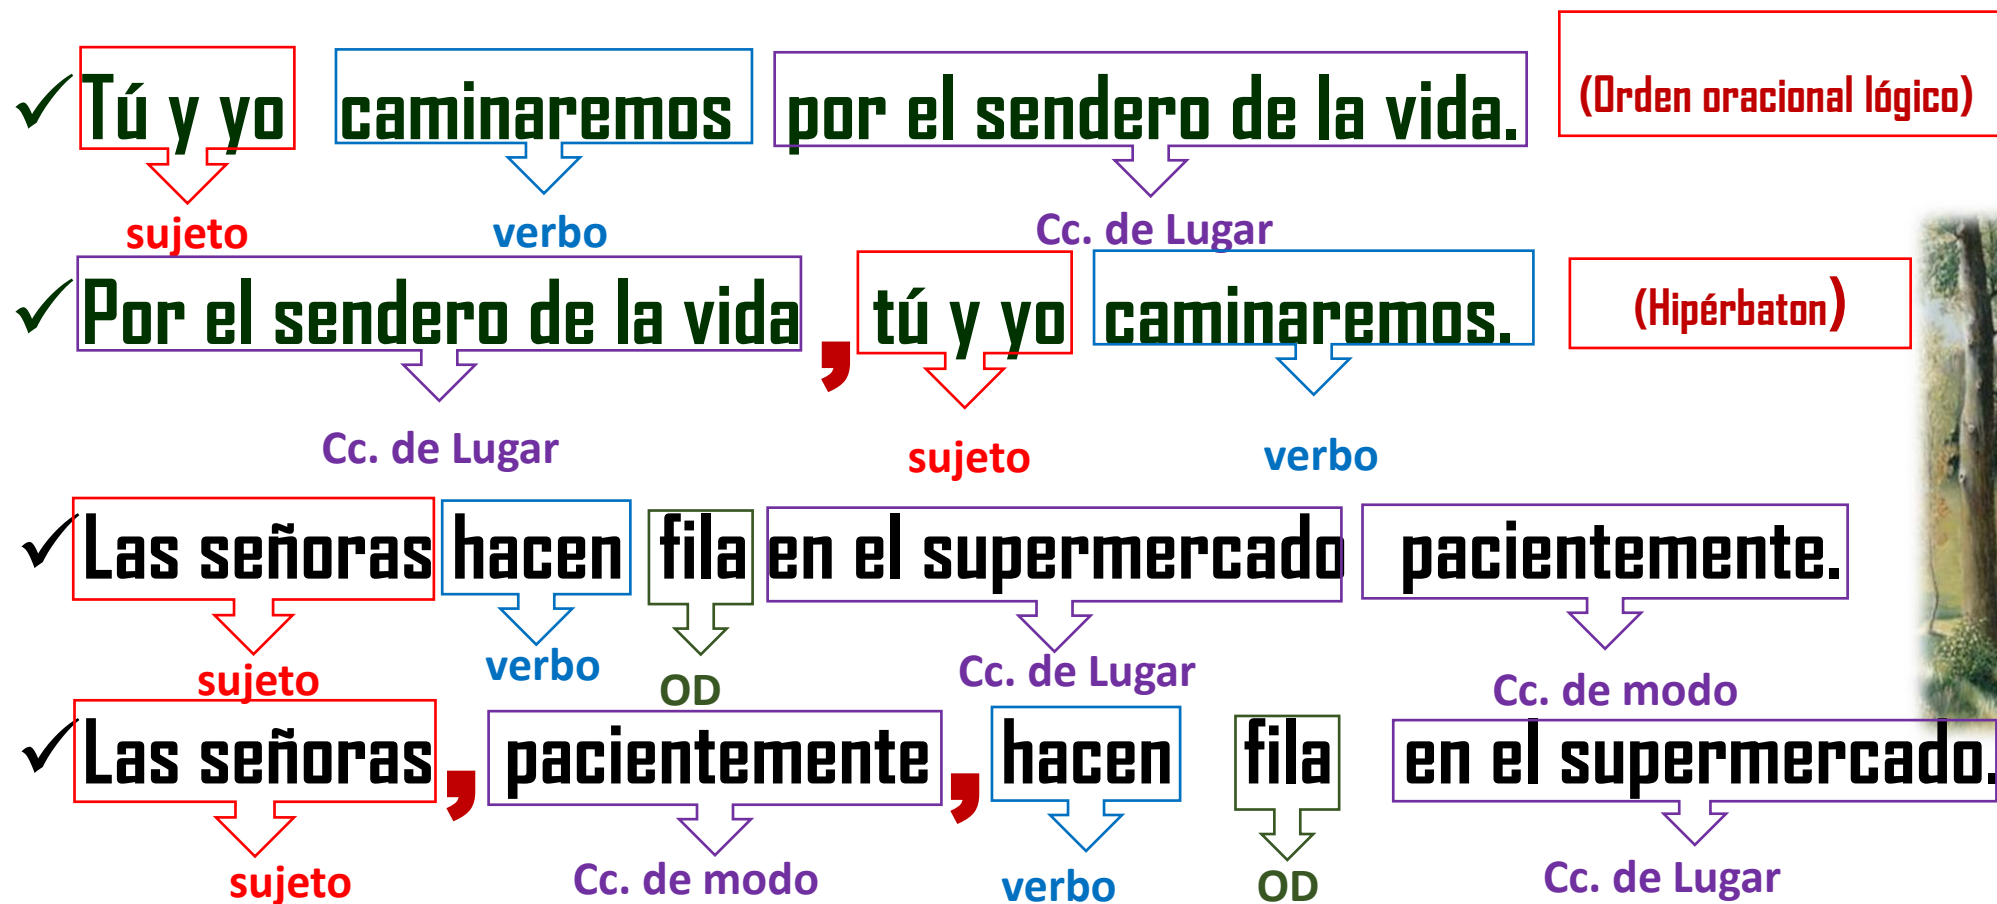 ✓ Tú y yo caminaremos por el sendero de la vida. (Orden oracional lógico)
sujeto verbo Cc. de Lugar
✓ Por el sendero de la vida, tú y yo caminaremos. (Hipérbaton)
Cc. de Lugar sujeto verbo
✓ Las señoras hacen fila en el supermercado pacientemente.
sujeto verbo OD Cc. de Lugar Cc. de modo
✓ Las señoras, pacientemente, hacen fila en el supermercado.
sujeto Cc. de modo verbo OD Cc. de Lugar